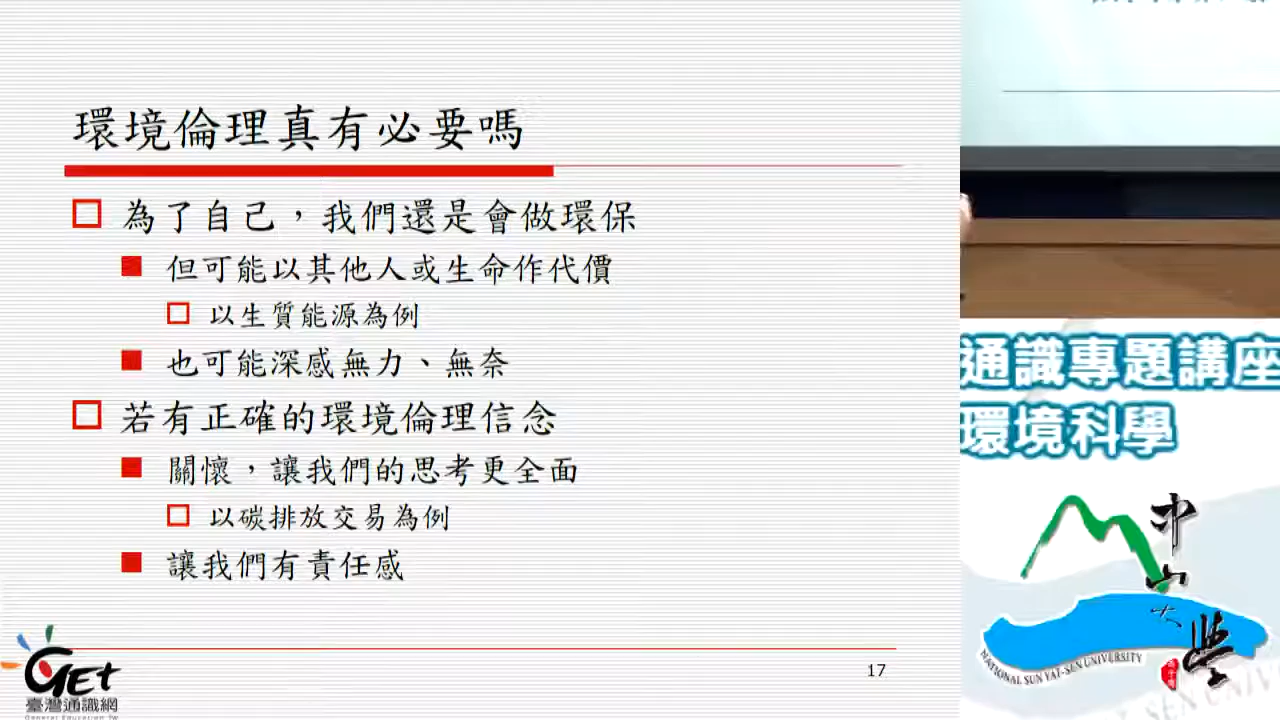 環境倫理真有必要嗎
為了自己，我們還是會做環保
但可能以其他人或生命作代價
以生質能源為例
也可能深感無力、無奈
若有正確的環境倫理信念
關懷，讓我們的思考更全面
以碳排放交易為例
讓我們有責任感
17
GEt
臺灣通識網
General Education TW
通識專題講座
環境科學
中山大學
NATIONAL SUN YAT-SEN UNIVERSITY